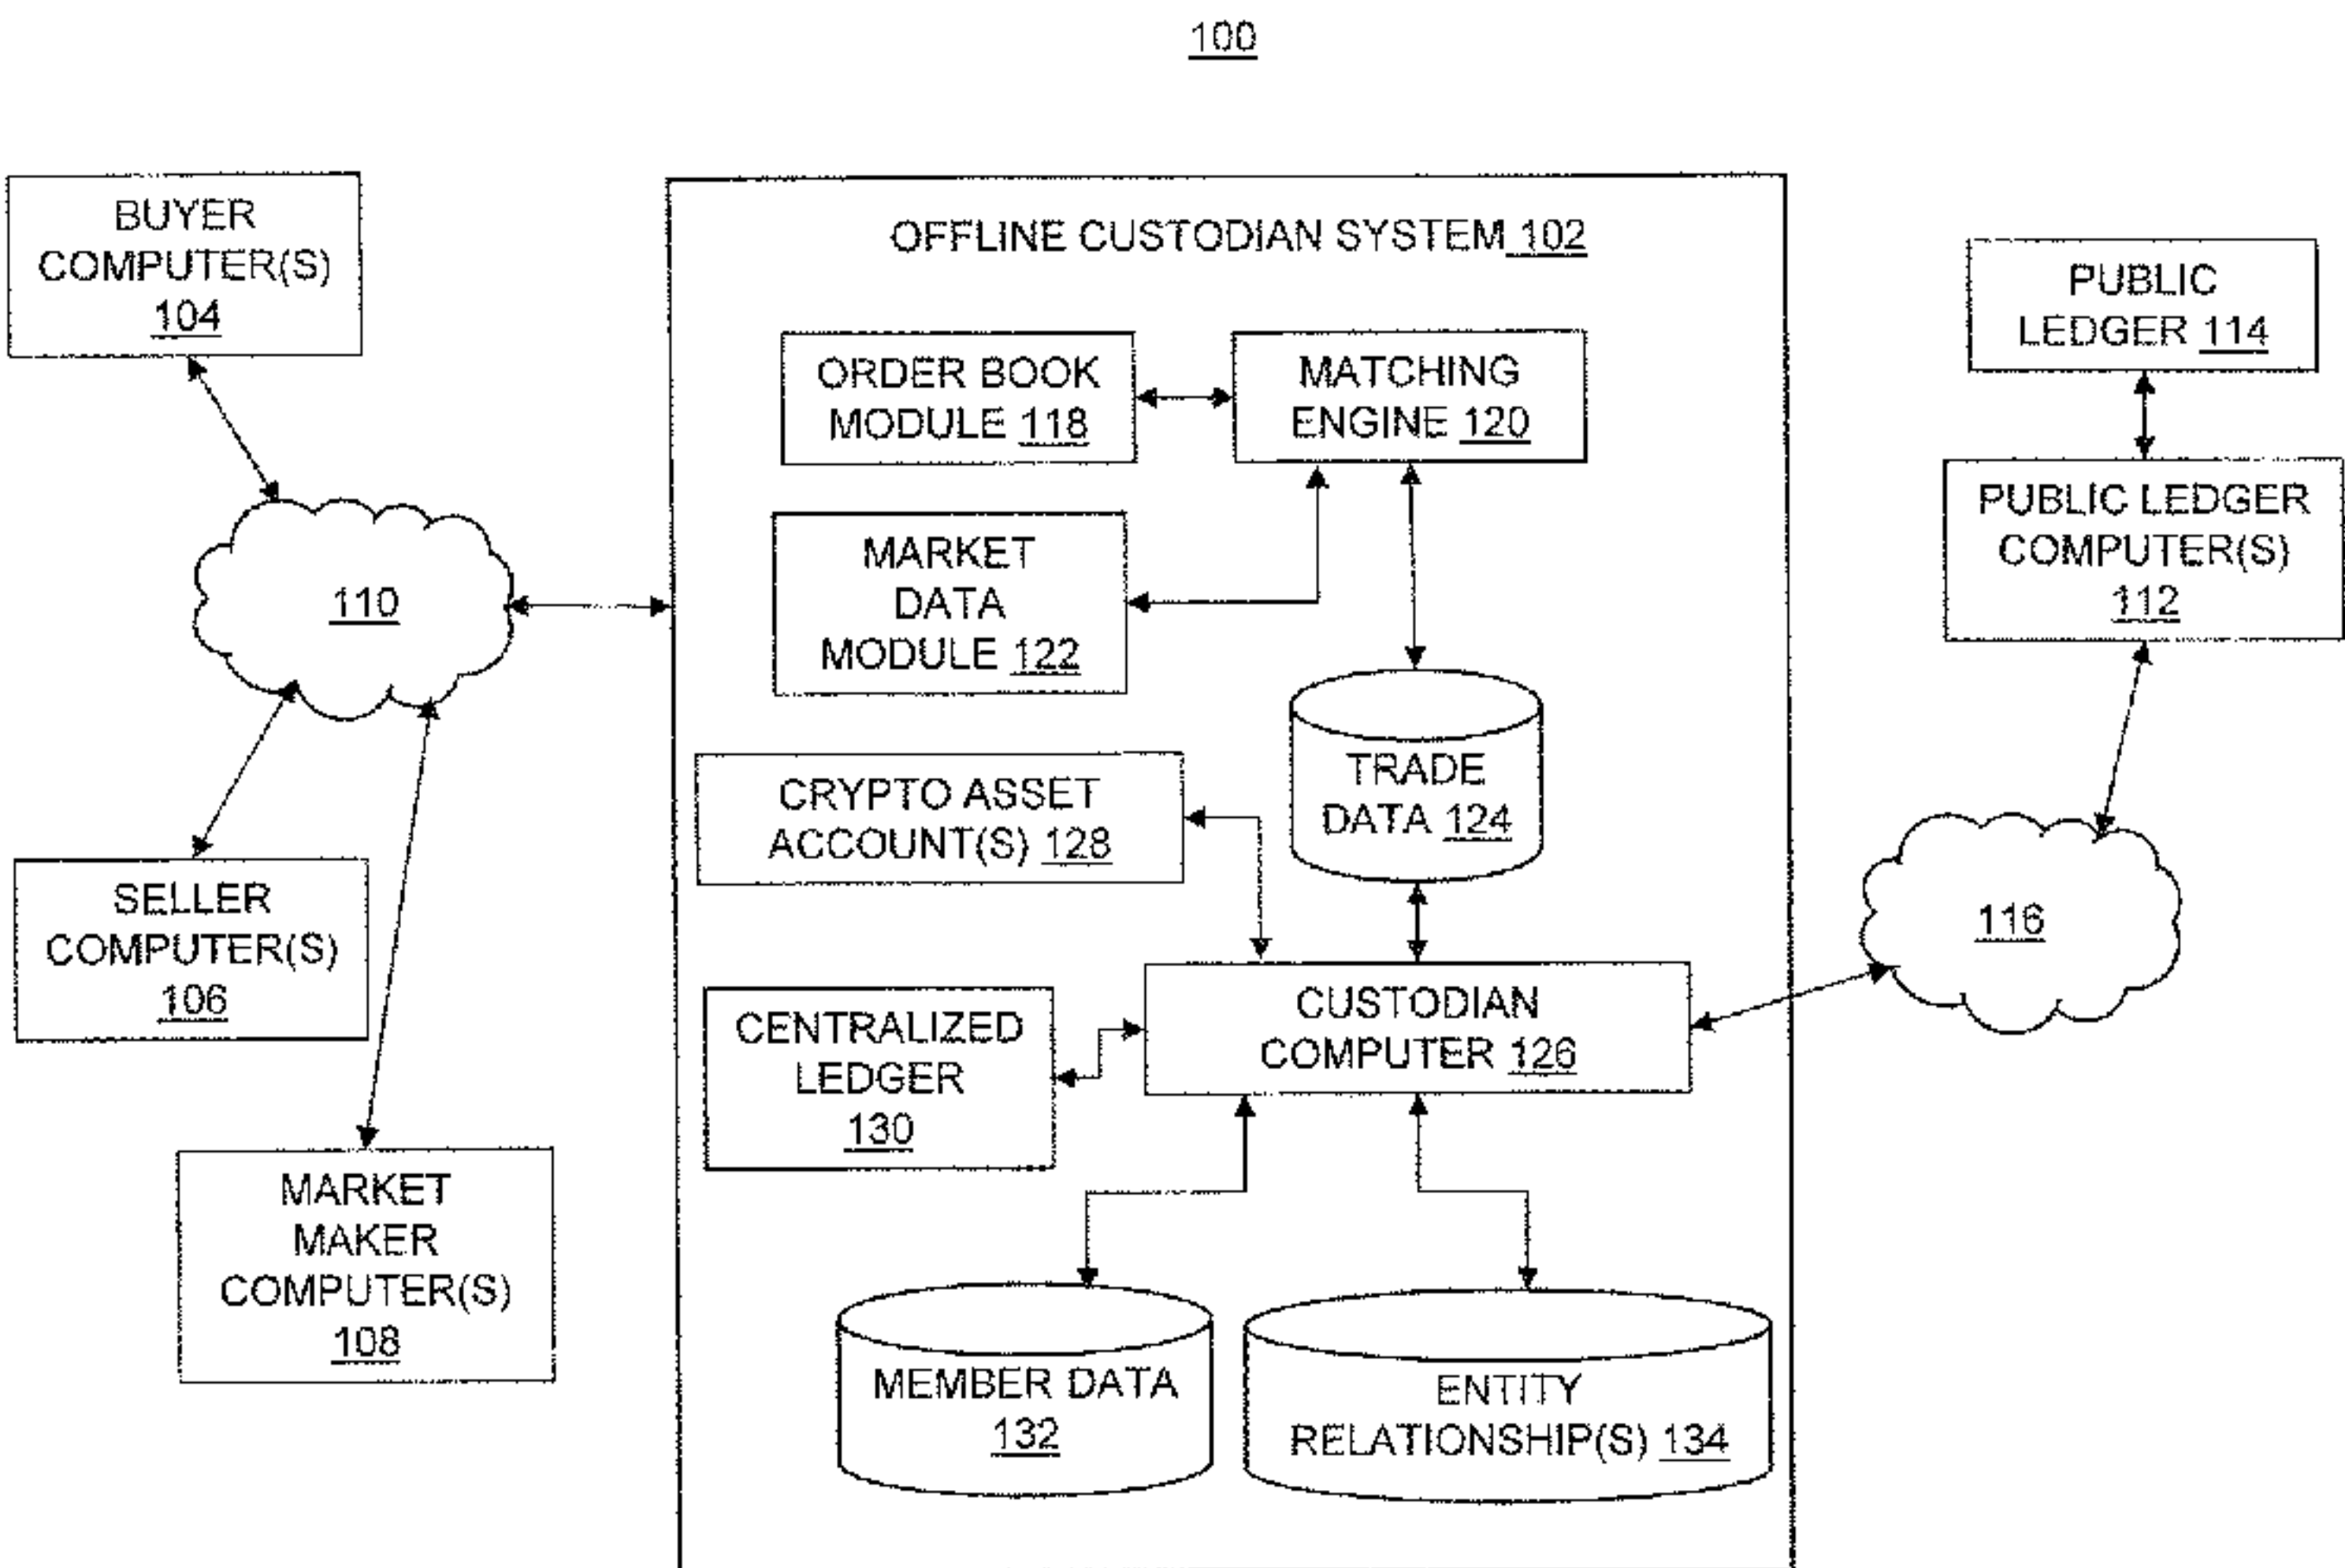 100
BUYER
COMPUTER(S)
104
110
SELLER
COMPUTER(S)
106
MARKET
MAKER
COMPUTER(S)
108
OFFLINE CUSTODIAN SYSTEM 102
ORDER BOOK
MODULE 118
MATCHING
ENGINE 120
MARKET
DATA
MODULE 122
TRADE
DATA 124
CRYPTO ASSET
ACCOUNT(S) 128
CENTRALIZED
LEDGER
130
CUSTODIAN
COMPUTER 126
MEMBER DATA
132
ENTITY
RELATIONSHIP(S) 134
PUBLIC
LEDGER 114
PUBLIC LEDGER
COMPUTER(S)
112
116